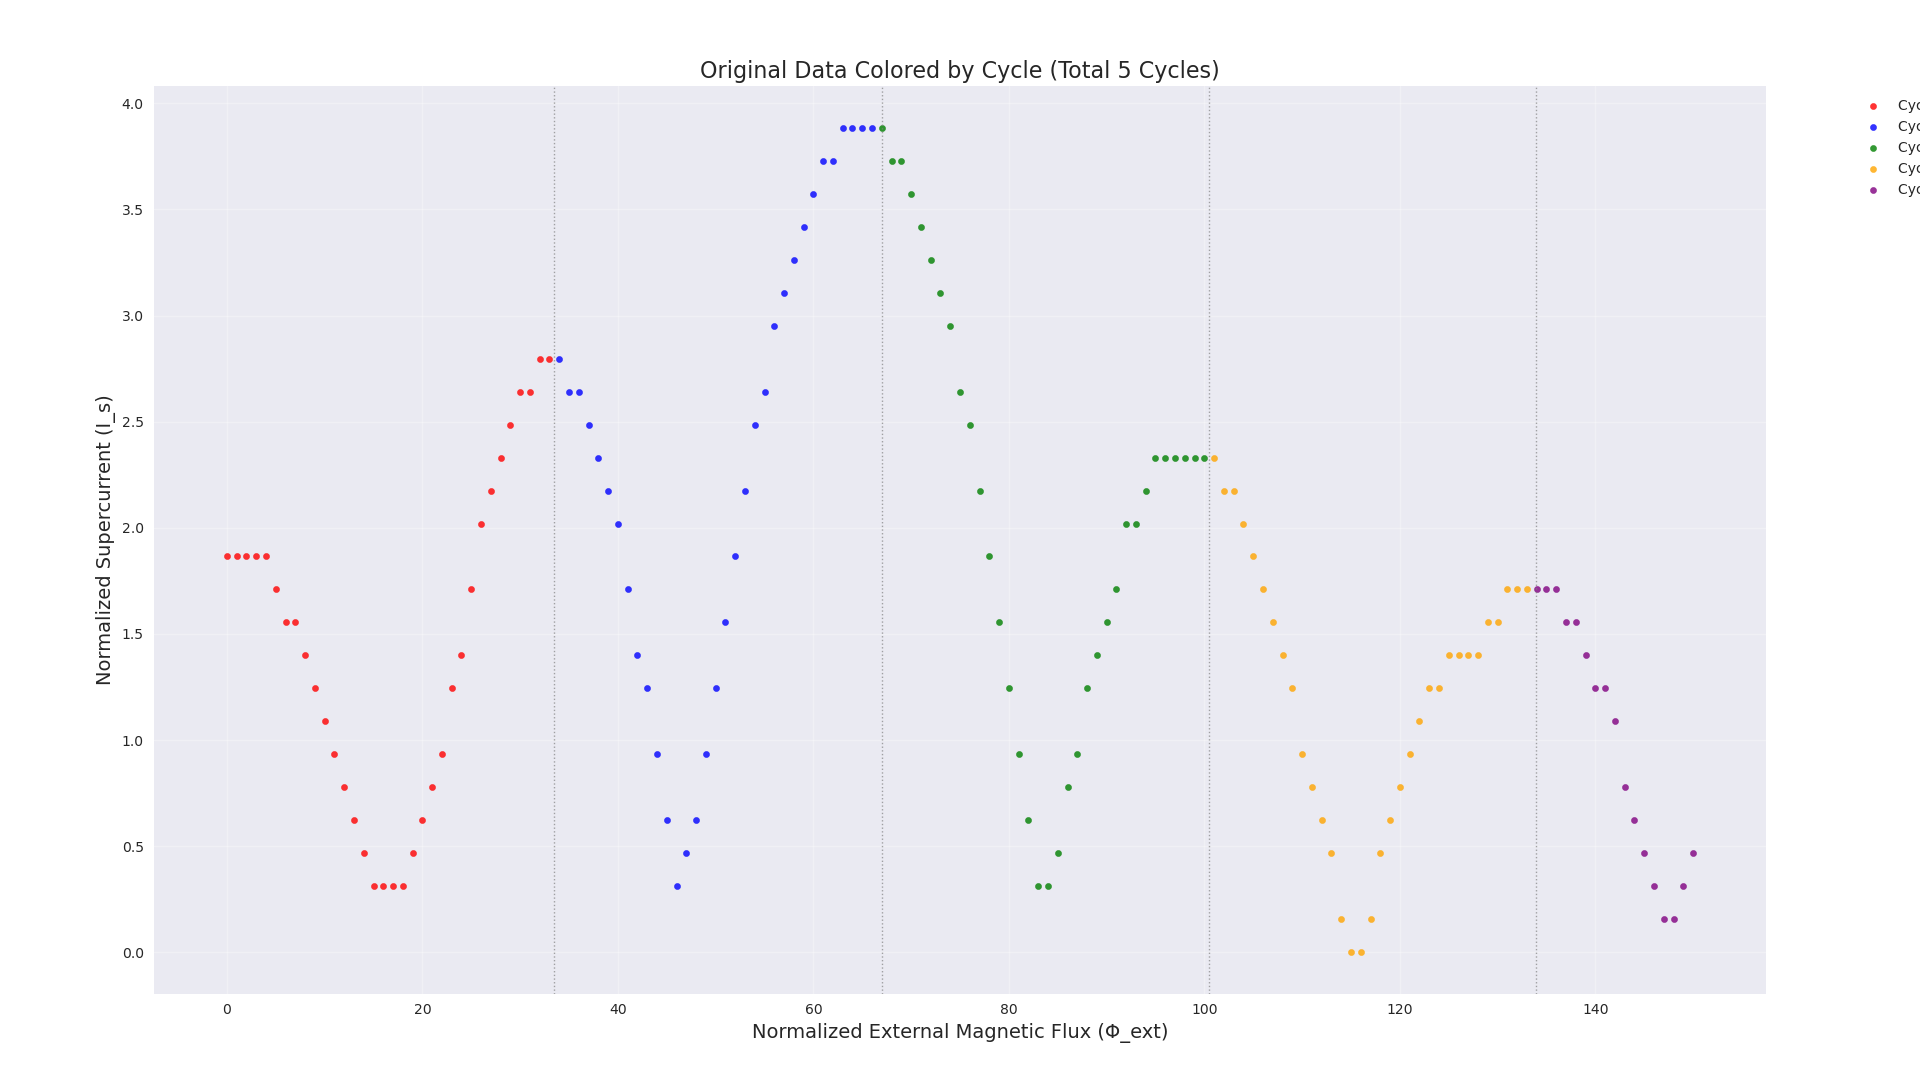 Original Data Colored by Cycle (Total 5 Cycles)
4.0
3.5
3.0
2.5
2.0
1.5
1.0
0.5
0.0
Normalized Supercurrent (I_s)
0 20 40 60 80 100 120 140
Normalized External Magnetic Flux (Φ_ext)
Cyc
Cyc
Cyc
Cyc
Cyc